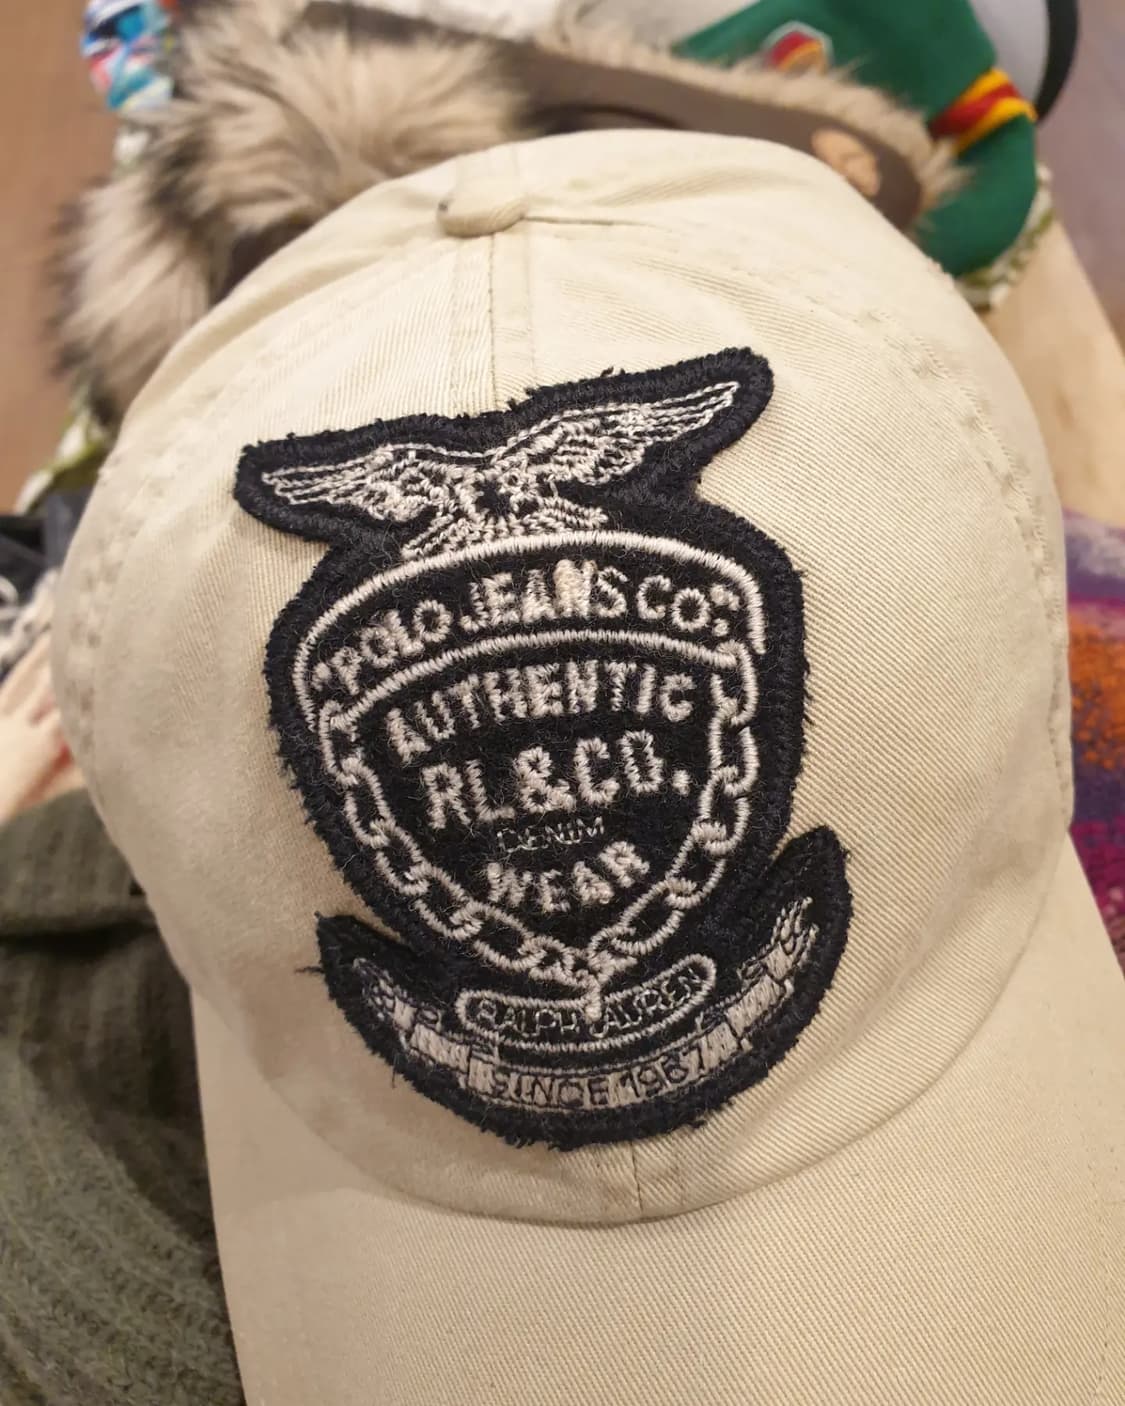 "POLO JEANS CO."
AUTHENTIC
RL&CO.
DENIM
WEAR
RALPH LAUREN
SINCE 1967